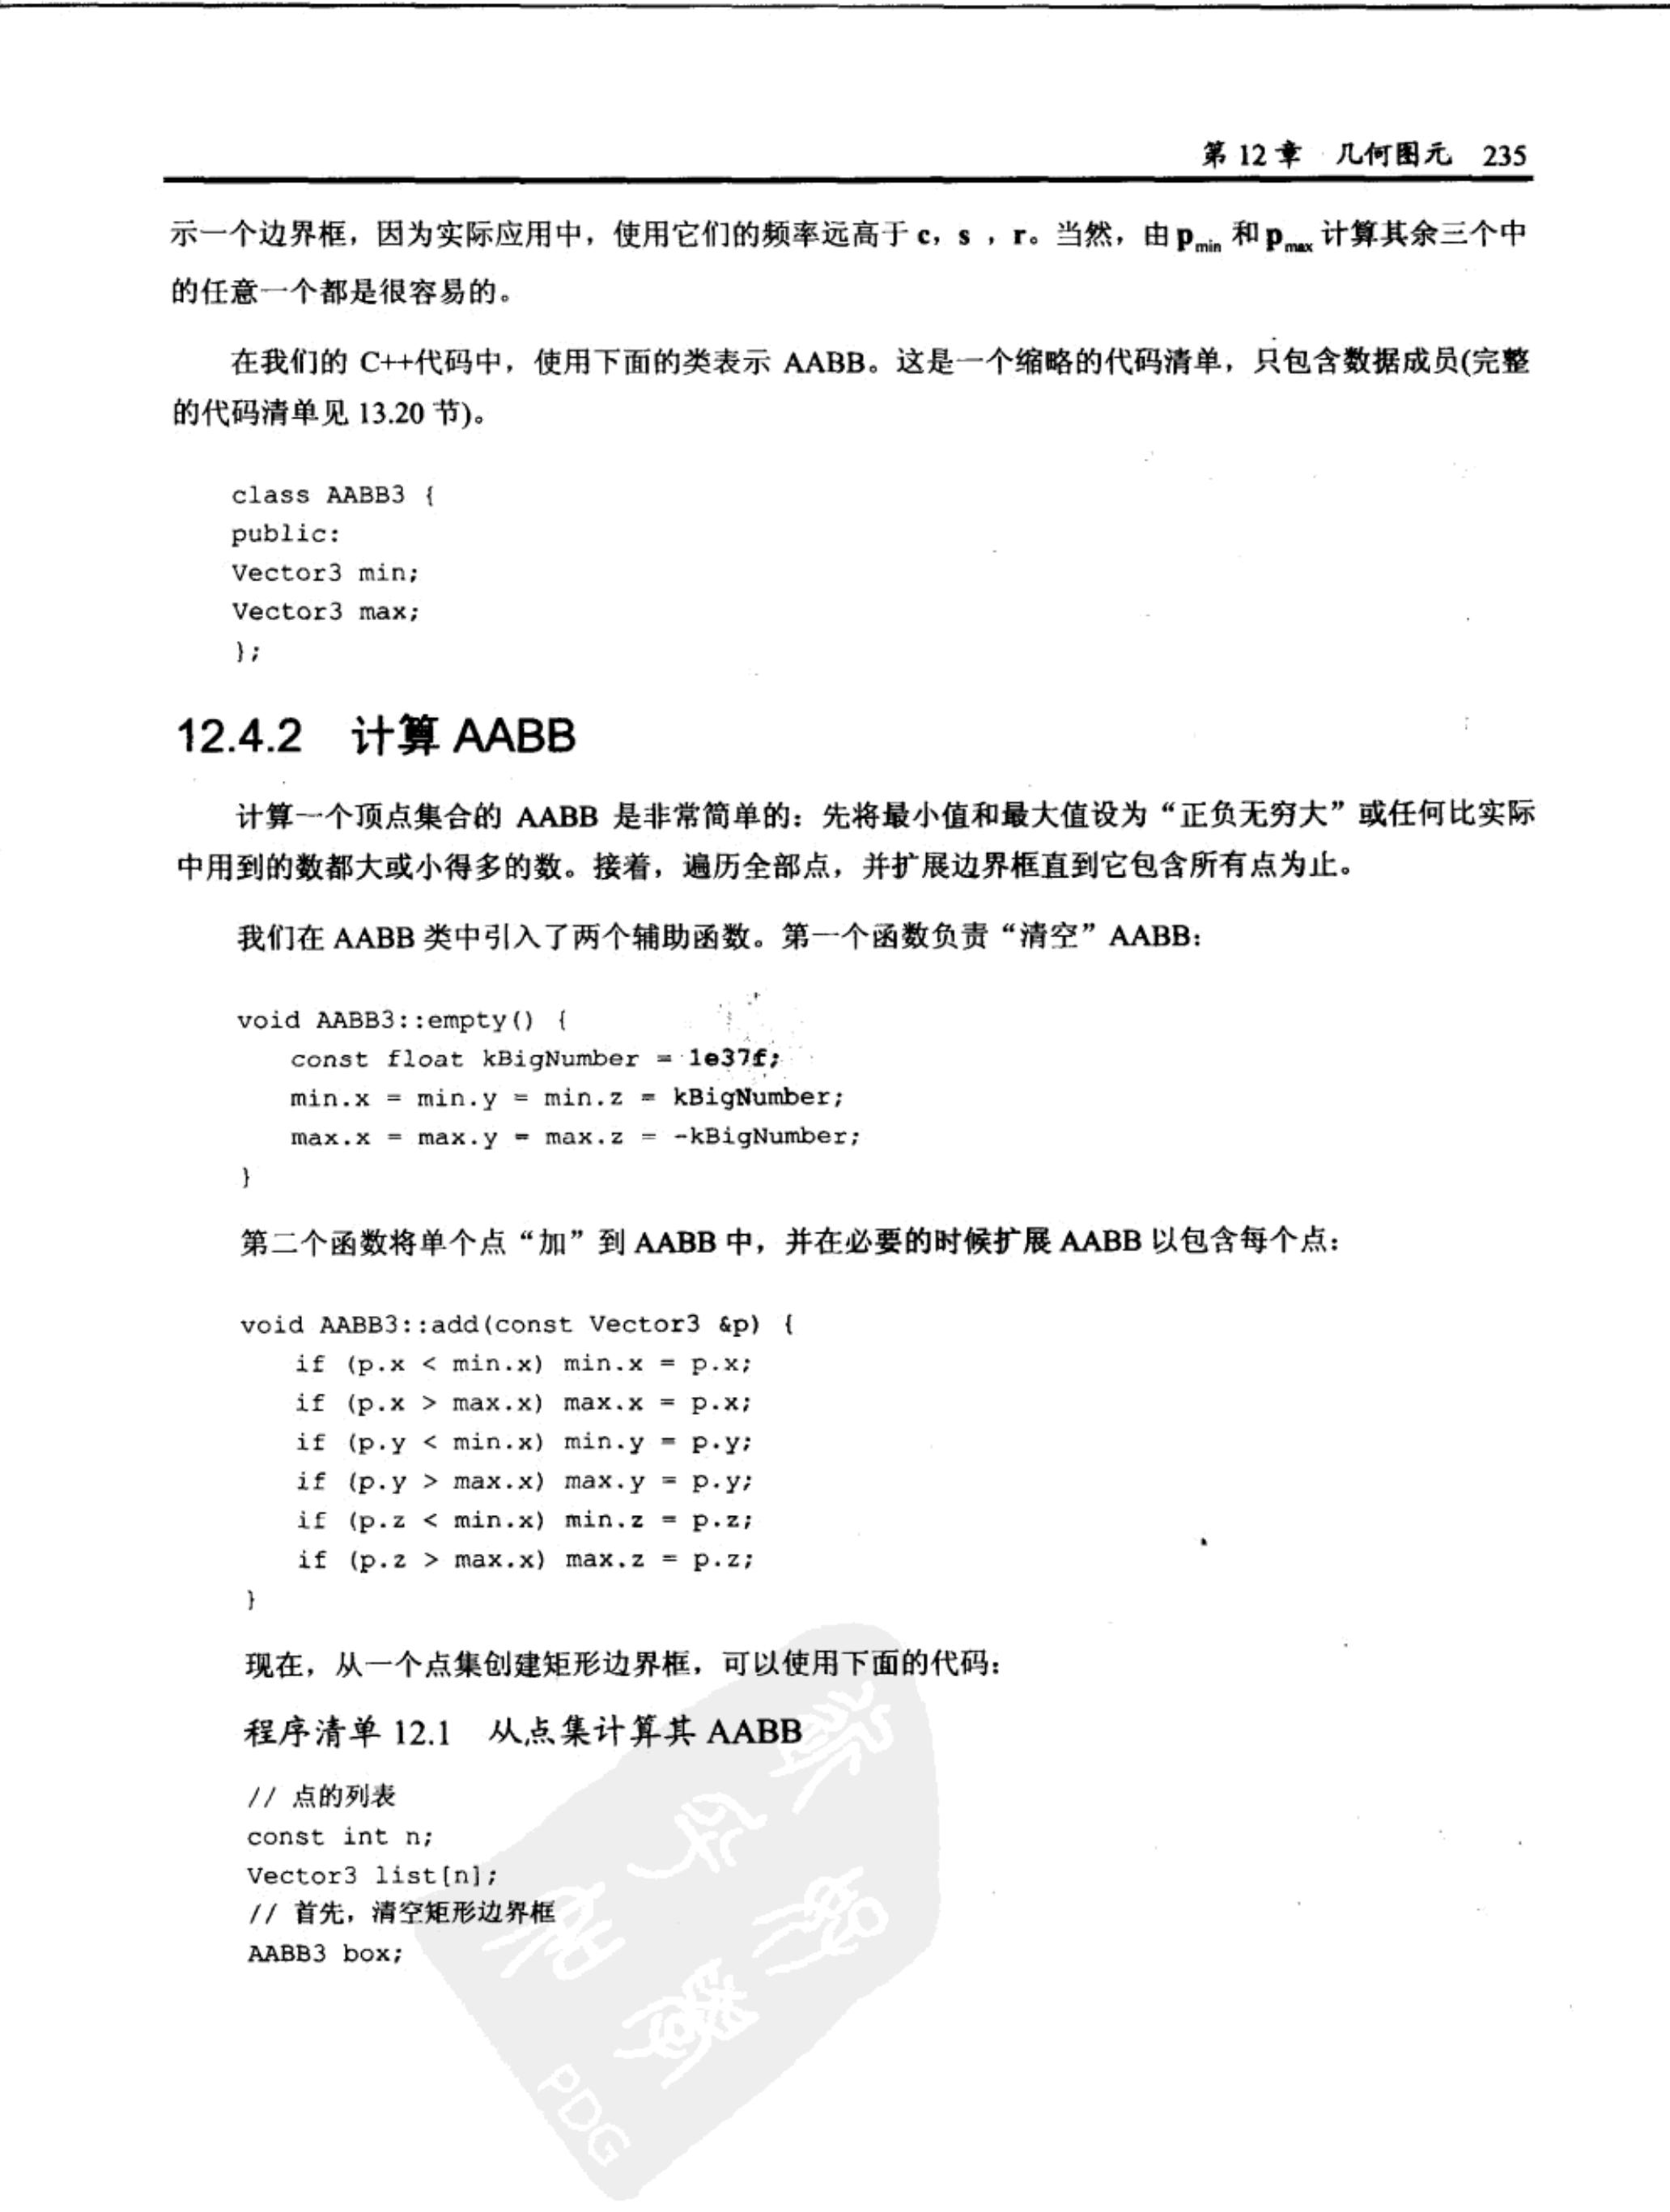 第 12 章 几何图元 235
示一个边界框，因为实际应用中，使用它们的频率远高于 c，s ，r。当然，由 pmin 和 pmax 计算其余三个中
的任意一个都是很容易的。
在我们的 C++代码中，使用下面的类表示 AABB。这是一个缩略的代码清单，只包含数据成员(完整
的代码清单见 13.20 节)。
class AABB3 {
public:
Vector3 min;
Vector3 max;
};
12.4.2 计算 AABB
计算一个顶点集合的 AABB 是非常简单的：先将最小值和最大值设为“正负无穷大”或任何比实际
中用到的数都大或小得多的数。接着，遍历全部点，并扩展边界框直到它包含所有点为止。
我们在 AABB 类中引入了两个辅助函数。第一个函数负责“清空”AABB：
void AABB3::empty() {
const float kBigNumber = 1e37f;
min.x = min.y = min.z = kBigNumber;
max.x = max.y = max.z = -kBigNumber;
}
第二个函数将单个点“加”到 AABB 中，并在必要的时候扩展 AABB 以包含每个点：
void AABB3::add(const Vector3 &p) {
if (p.x < min.x) min.x = p.x;
if (p.x > max.x) max.x = p.x;
if (p.y < min.x) min.y = p.y;
if (p.y > max.x) max.y = p.y;
if (p.z < min.x) min.z = p.z;
if (p.z > max.x) max.z = p.z;
}
现在，从一个点集创建矩形边界框，可以使用下面的代码：
程序清单 12.1 从点集计算其 AABB
// 点的列表
const int n;
Vector3 list[n];
// 首先，清空矩形边界框
AABB3 box;
PDG